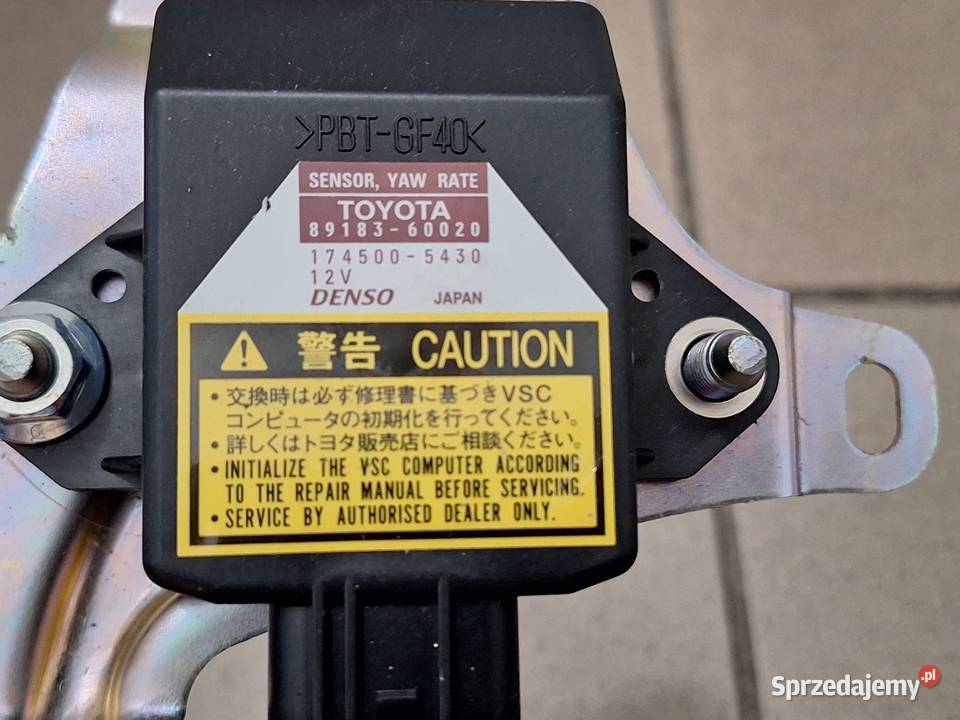 >PBT-GF40<
SENSOR, YAW RATE
TOYOTA
89183-60020
174500-5430
12V
DENSO JAPAN
警告 CAUTION
・交換時は必ず修理書に基づきVSC
コンピュータの初期化を行ってください。
・詳しくはトヨタ販売店にご相談ください。
•INITIALIZE THE VSC COMPUTER ACCORDING
TO THE REPAIR MANUAL BEFORE SERVICING.
•SERVICE BY AUTHORISED DEALER ONLY.
Sprzedajemy.pl